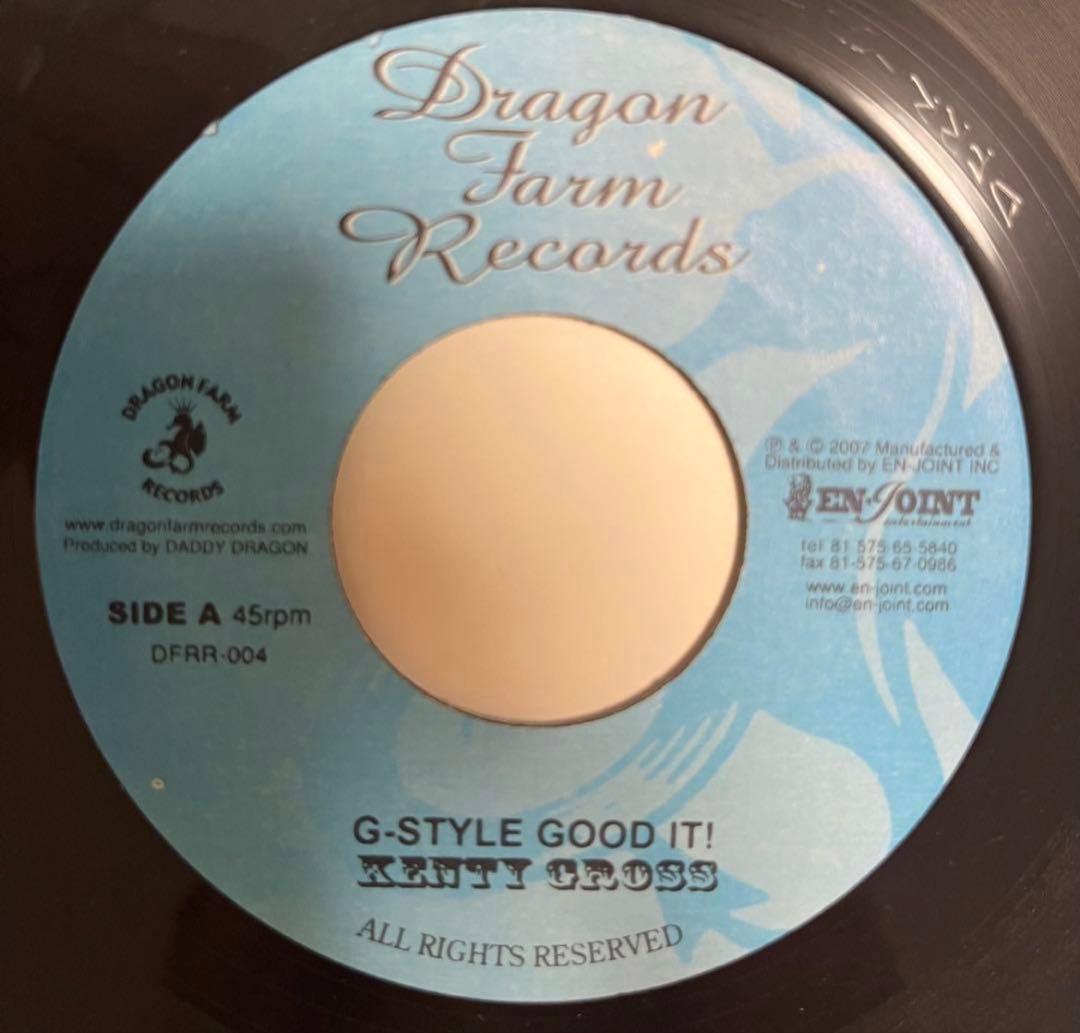 Dragon
Farm
Records
DRAGON FARM
RECORDS
www.dragonfarmrecords.com
Produced by DADDY DRAGON
SIDE A 45rpm
DFRR-004
℗ & © 2007 Manufactured &
Distributed by EN-JOINT INC
EN-JOINT
entertainment
tel 81-575-65-5840
fax 81-575-67-0986
www.en-joint.com
info@en-joint.com
G-STYLE GOOD IT!
KENTY GROSS
ALL RIGHTS RESERVED